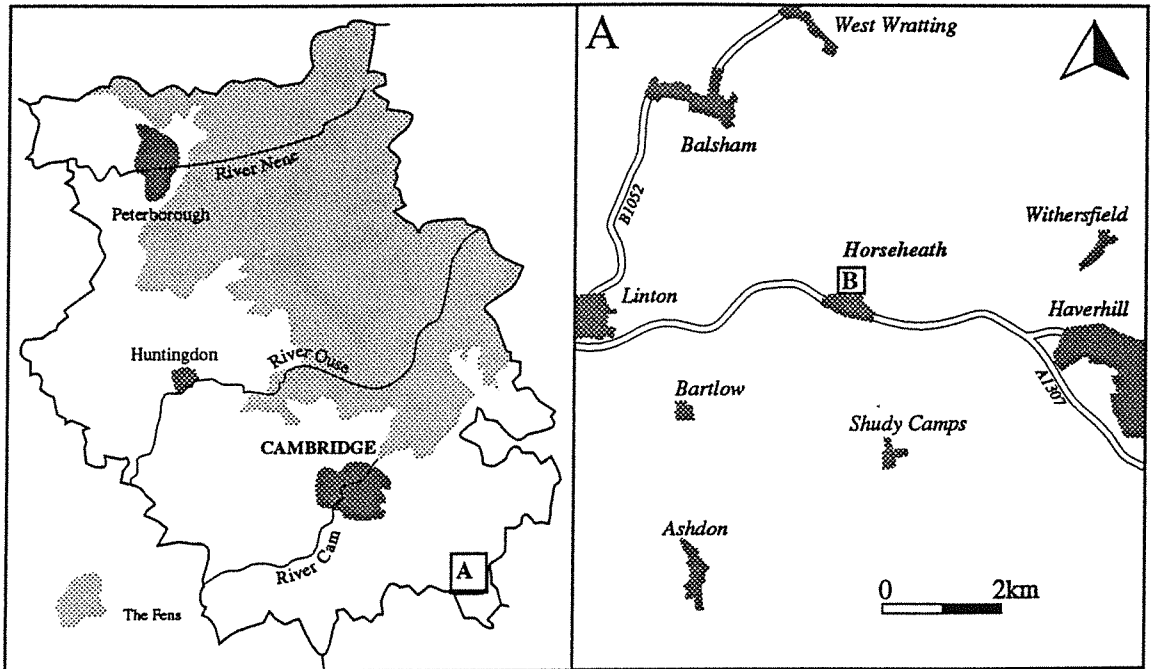 River Nene
Peterborough
Huntingdon
River Ouse
CAMBRIDGE
River Cam
A
The Fens
A
West Wratting
Balsham
B1052
Withersfield
Horseheath
B
Linton
Haverhill
A1307
Bartlow
Shudy Camps
Ashdon
0 2km